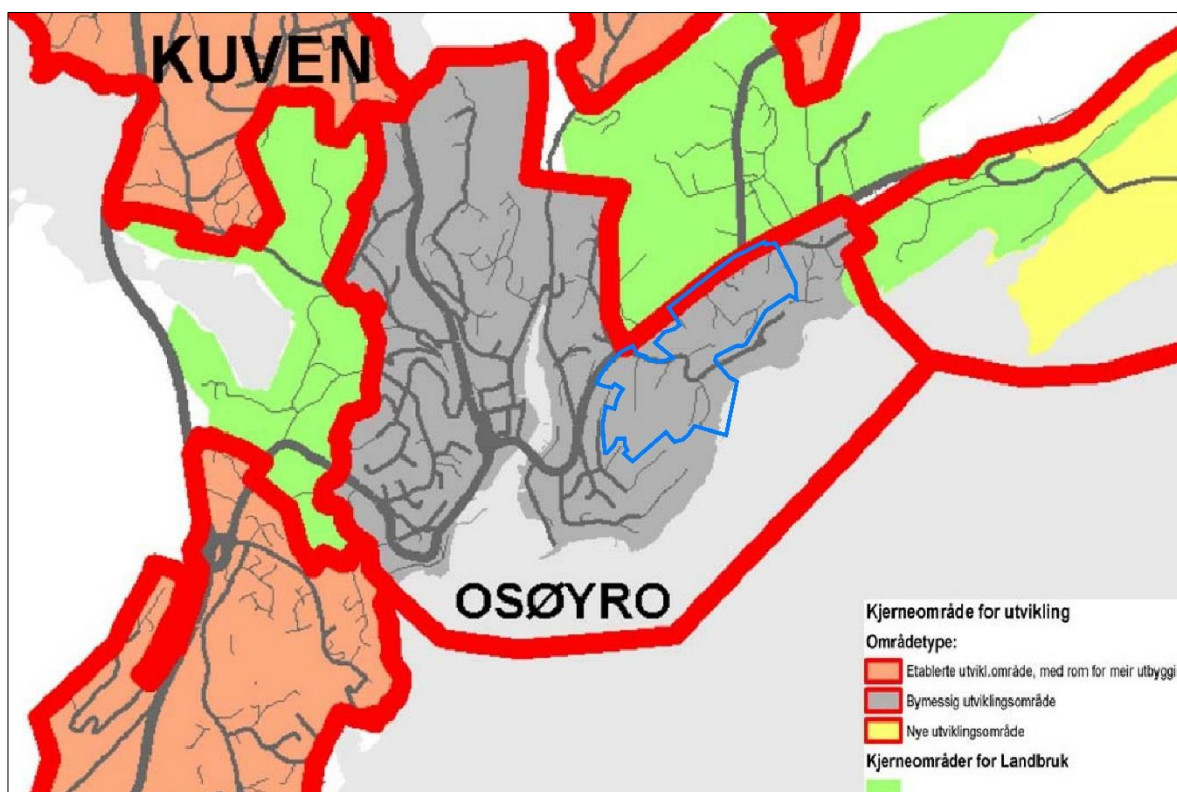 KUVEN
OSØYRO
Kjerneområde for utvikling
Områdetype:
Etablerte utvikl.område, med rom for meir utbyggi
Bymessig utviklingsområde
Nye utviklingsområde
Kjerneområder for Landbruk